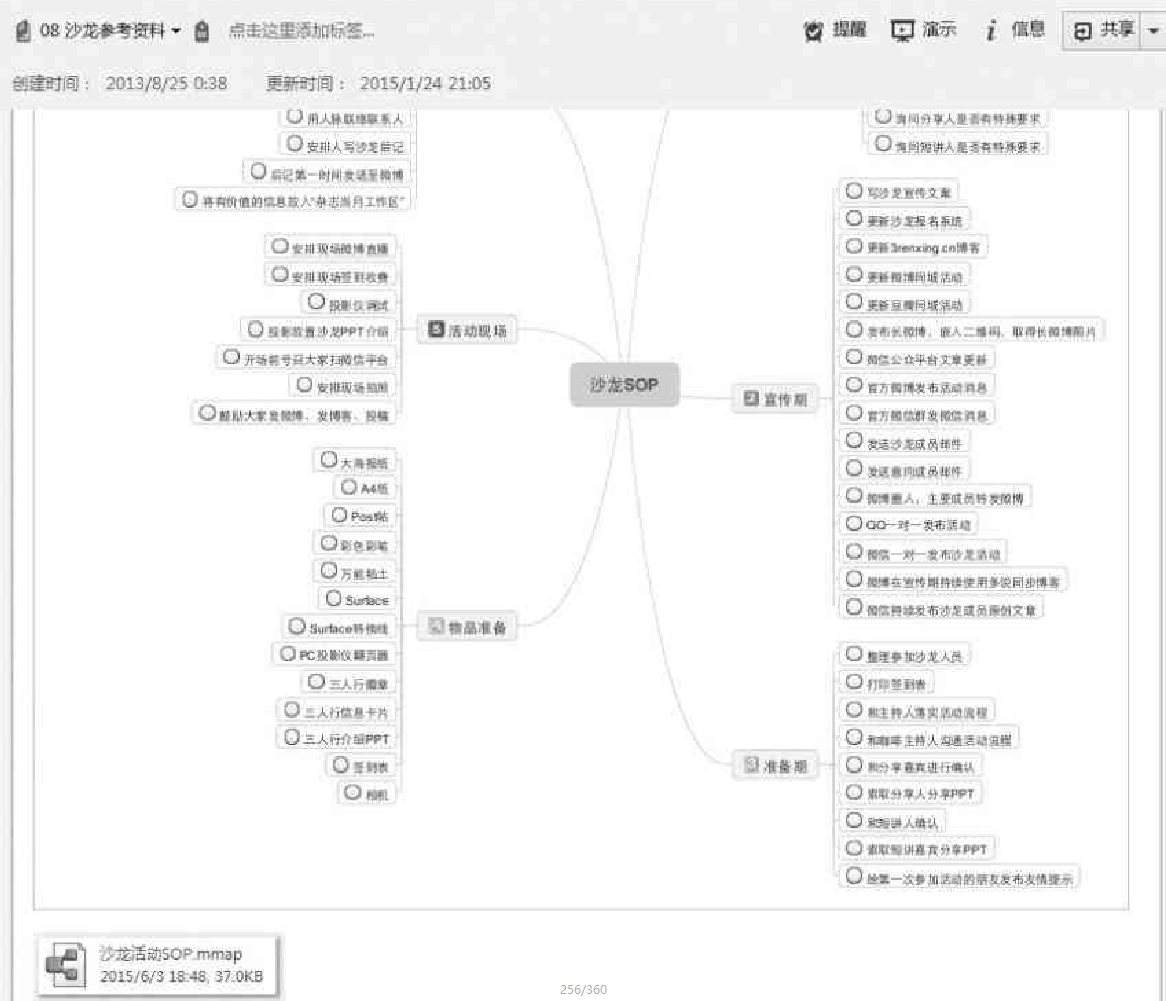 08 沙龙参考资料
点击这里添加标签...
提醒
演示
信息
共享
创建时间： 2013/8/25 0:38 更新时间： 2015/1/24 21:05
用人脉联络联系人
安排人写沙龙后记
后记第一时间发送至微博
将有价值的信息放入“杂志当月工作区”
安排现场微博直播
安排现场签到收费
投影仪调试
投影放置沙龙PPT介绍
开场前号召大家扫微信平台
安排现场拍照
鼓励大家发微博、发博客、投稿
活动现场
大海报纸
A4纸
Post贴
彩色彩笔
万能粘土
Surface
Surface转换线
PC投影仪翻页器
三人行徽章
三人行信息卡片
三人行介绍PPT
签到表
相机
物品准备
沙龙SOP
询问分享人是否有特殊要求
询问短讲人是否有特殊要求
2 宣传期
写沙龙宣传文章
更新沙龙报名系统
更新3renxing.cn博客
更新微博同城活动
更新豆瓣同城活动
发布长微博，嵌入二维码，取得长微博照片
微信公众平台文章更新
官方微博发布活动消息
官方微信群发微信消息
发送沙龙成员邮件
发送意向成员邮件
微博圈人，主要成员转发微博
QQ一对一发布活动
微信一对一发布沙龙活动
微博在宣传期持续使用多说同步博客
微信持续发布沙龙成员原创文章
准备期
整理参加沙龙人员
打印签到表
和主持人落实活动流程
和咖啡主持人沟通活动流程
和分享嘉宾进行确认
索取分享人分享PPT
和短讲人确认
索取短讲嘉宾分享PPT
给第一次参加活动的朋友发布友情提示
沙龙活动SOP.mmap
2015/6/3 18:48, 37.0KB
256/360